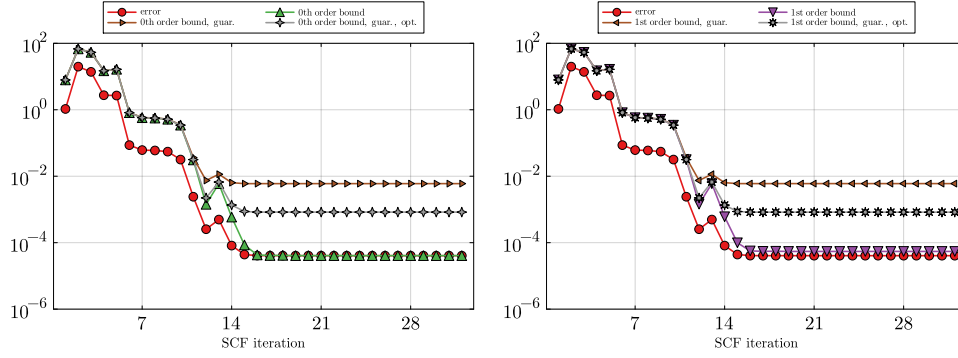 error
0th order bound
0th order bound, guar.
0th order bound, guar., opt.
10^2
10^0
10^-2
10^-4
10^-6
7 14 21 28
SCF iteration
error
1st order bound
1st order bound, guar.
1st order bound, guar., opt.
10^2
10^0
10^-2
10^-4
10^-6
7 14 21 28
SCF iteration